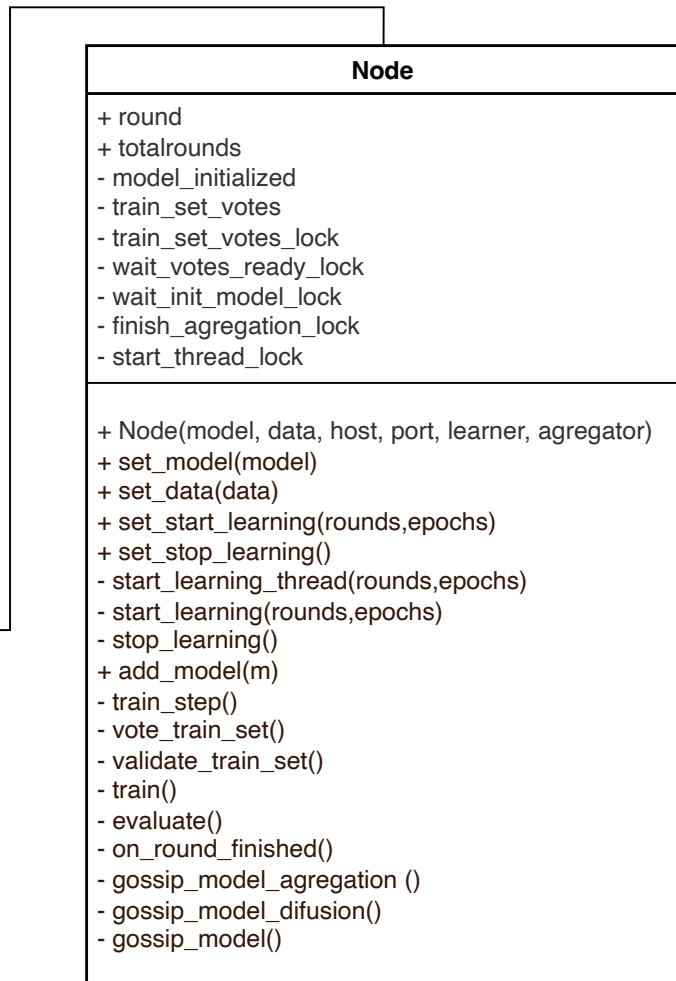 Node
+ round
+ totalrounds
- model_initialized
- train_set_votes
- train_set_votes_lock
- wait_votes_ready_lock
- wait_init_model_lock
- finish_agregation_lock
- start_thread_lock
+ Node(model, data, host, port, learner, agregator)
+ set_model(model)
+ set_data(data)
+ set_start_learning(rounds,epochs)
+ set_stop_learning()
- start_learning_thread(rounds,epochs)
- start_learning(rounds,epochs)
- stop_learning()
+ add_model(m)
- train_step()
- vote_train_set()
- validate_train_set()
- train()
- evaluate()
- on_round_finished()
- gossip_model_agregation ()
- gossip_model_difusion()
- gossip_model()